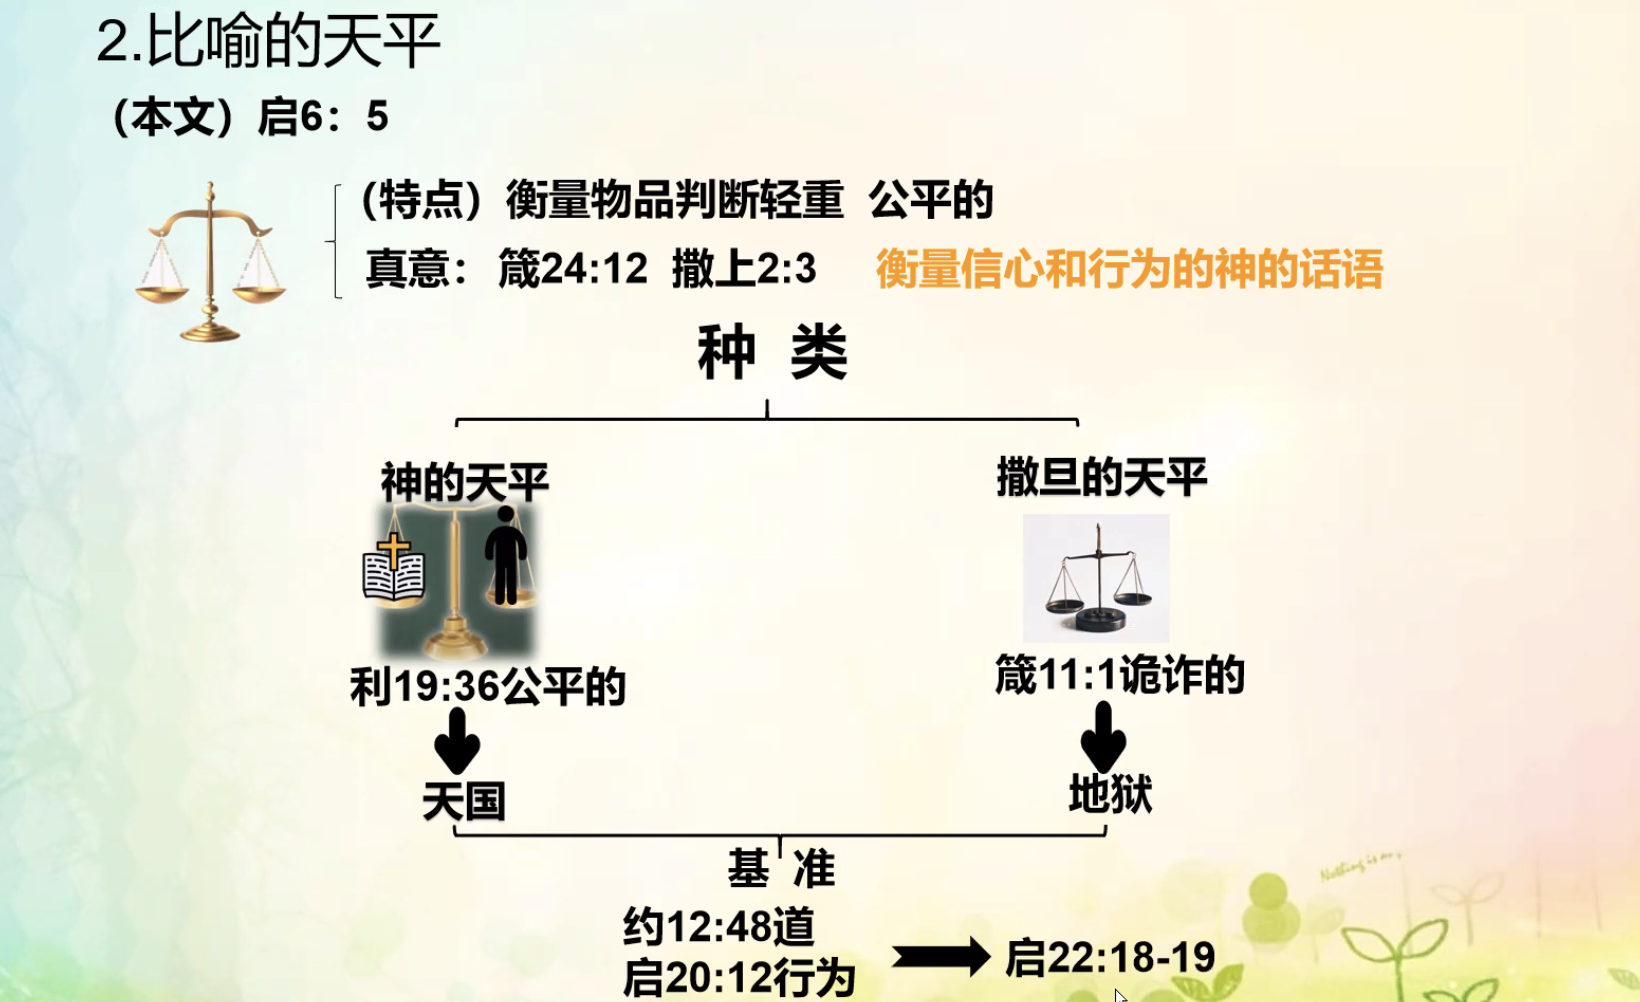 2.比喻的天平
（本文）启6：5
（特点）衡量物品判断轻重 公平的
真意： 箴24:12 撒上2:3 衡量信心和行为的神的话语
种 类
神的天平
撒旦的天平
利19:36公平的
箴11:1诡诈的
天国
地狱
基 准
约12:48道
启20:12行为
启22:18-19